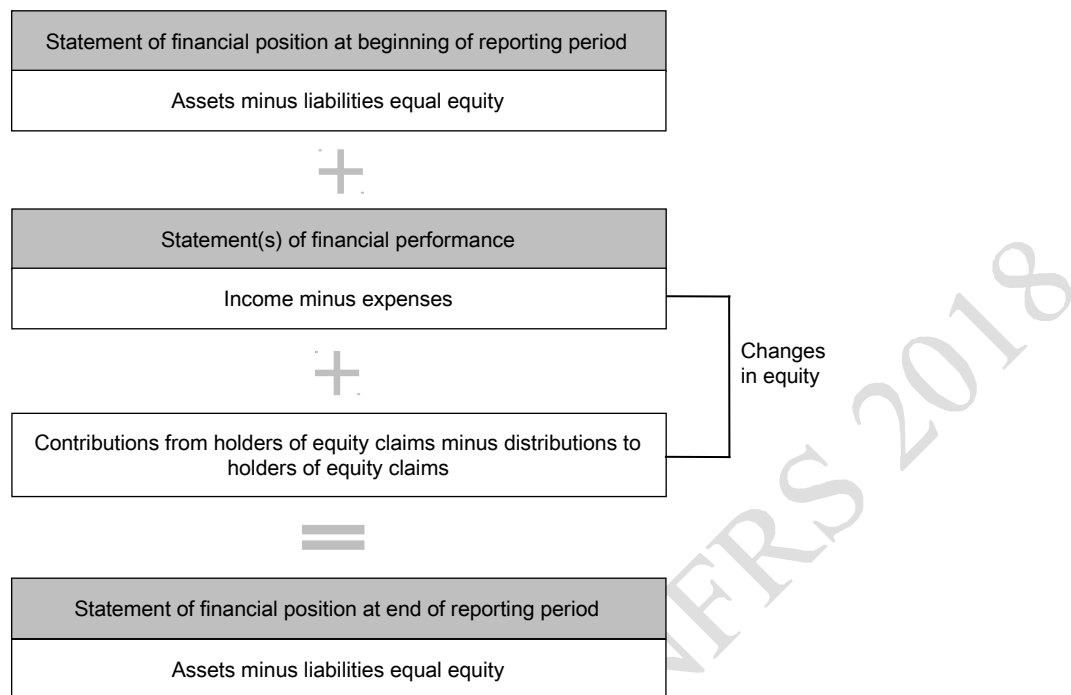 Statement of financial position at beginning of reporting period
Assets minus liabilities equal equity
+
Statement(s) of financial performance
Income minus expenses
+
Changes
in equity
Contributions from holders of equity claims minus distributions to
holders of equity claims
=
Statement of financial position at end of reporting period
Assets minus liabilities equal equity
NFRS 2018